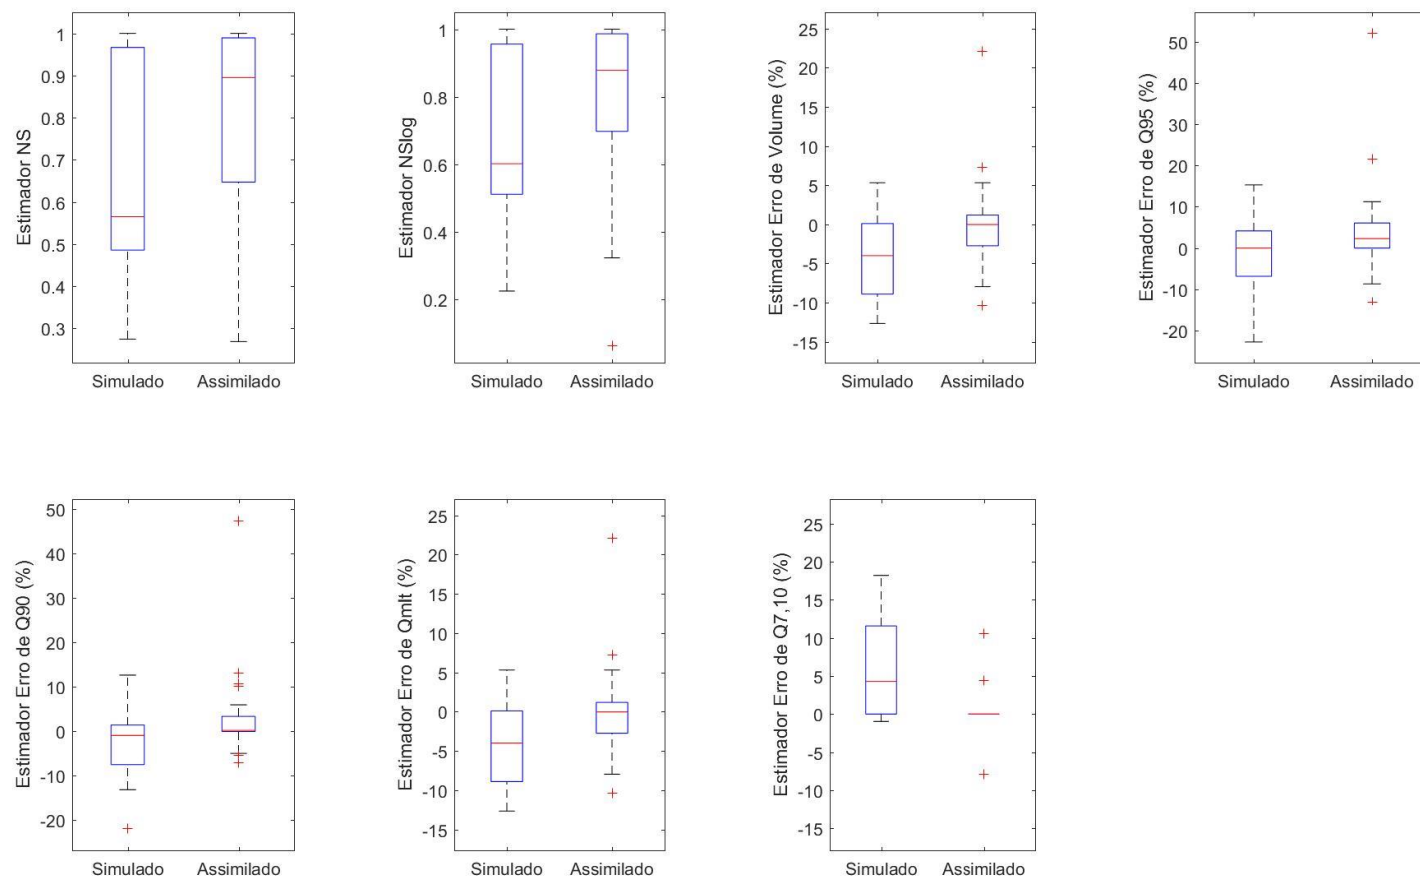 Estimador NS
1
0.9
0.8
0.7
0.6
0.5
0.4
0.3
Simulado
Assimilado
Estimador NSlog
1
0.8
0.6
0.4
0.2
Simulado
Assimilado
Estimador Erro de Volume (%)
25
20
15
10
5
0
-5
-10
-15
Simulado
Assimilado
Estimador Erro de Q95 (%)
50
40
30
20
10
0
-10
-20
Simulado
Assimilado
Estimador Erro de Q90 (%)
50
40
30
20
10
0
-10
-20
Simulado
Assimilado
Estimador Erro de Qmlt (%)
25
20
15
10
5
0
-5
-10
-15
Simulado
Assimilado
Estimador Erro de Q7,10 (%)
25
20
15
10
5
0
-5
-10
-15
Simulado
Assimilado